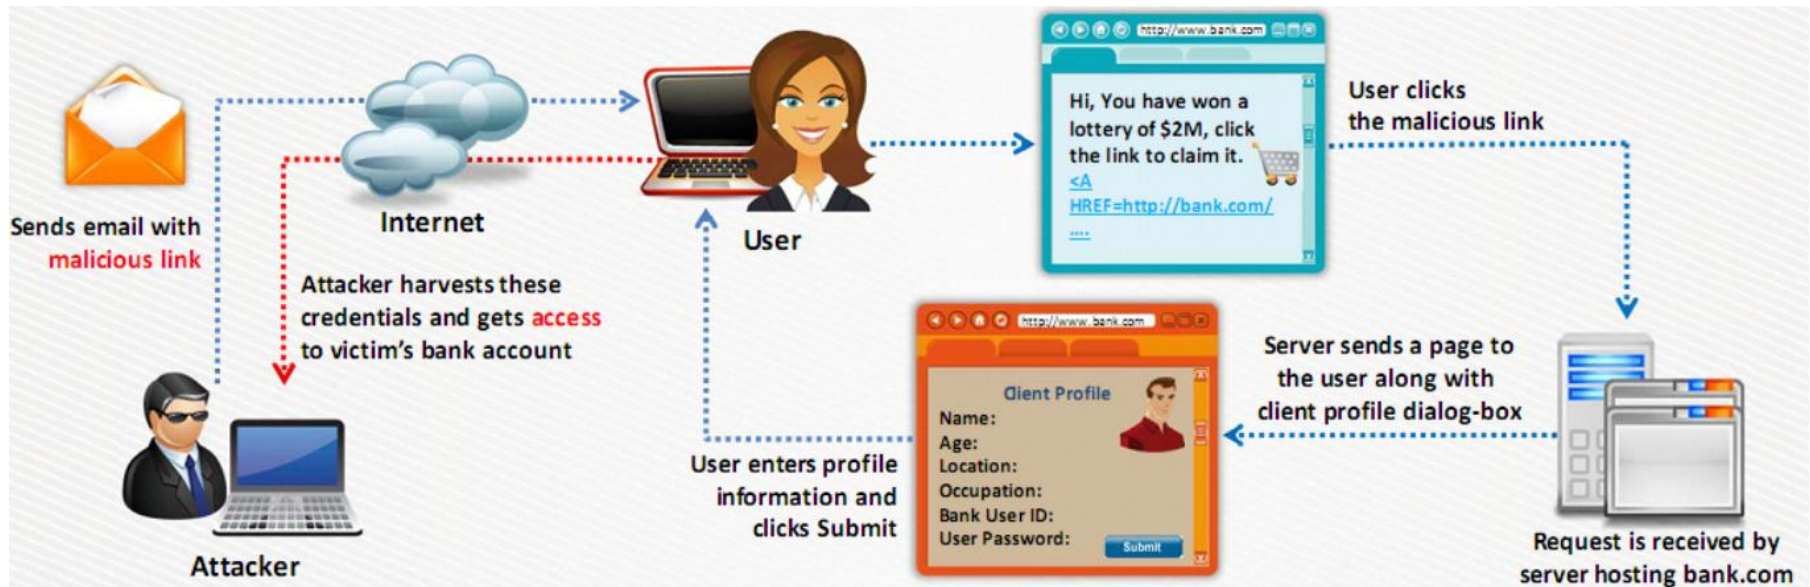 Sends email with
malicious link
Internet
Attacker harvests these
credentials and gets access
to victim's bank account
Attacker
User
http://www.bank.com
Hi, You have won a
lottery of $2M, click
the link to claim it.
<A
HREF=http://bank.com/
....
User clicks
the malicious link
Request is received by
server hosting bank.com
Server sends a page to
the user along with
client profile dialog-box
http://www.bank.com
Client Profile
Name:
Age:
Location:
Occupation:
Bank User ID:
User Password:
Submit
User enters profile
information and
clicks Submit